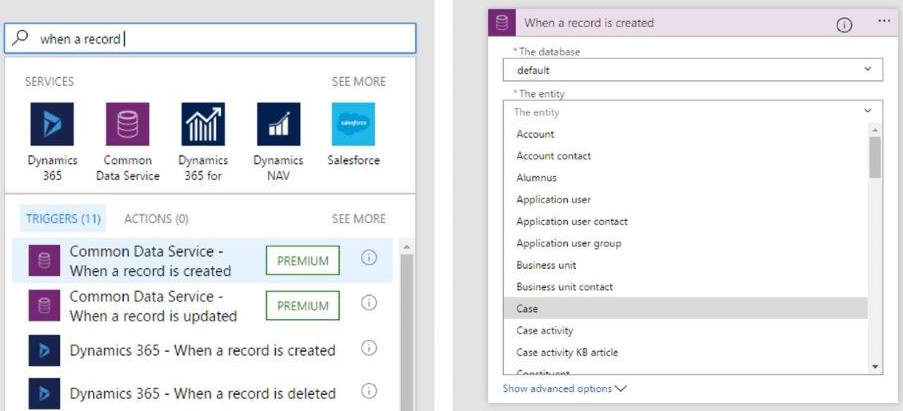 when a record
SERVICES
SEE MORE
Dynamics
365
Common
Data Service
Dynamics
365 for
Dynamics
NAV
salesforce
Salesforce
TRIGGERS (11)
ACTIONS (0)
SEE MORE
Common Data Service -
When a record is created
PREMIUM
Common Data Service -
When a record is updated
PREMIUM
Dynamics 365 - When a record is created
Dynamics 365 - When a record is deleted
When a record is created
* The database
default
* The entity
The entity
Account
Account contact
Alumnus
Application user
Application user contact
Application user group
Business unit
Business unit contact
Case
Case activity
Case activity KB article
Constituent
Show advanced options